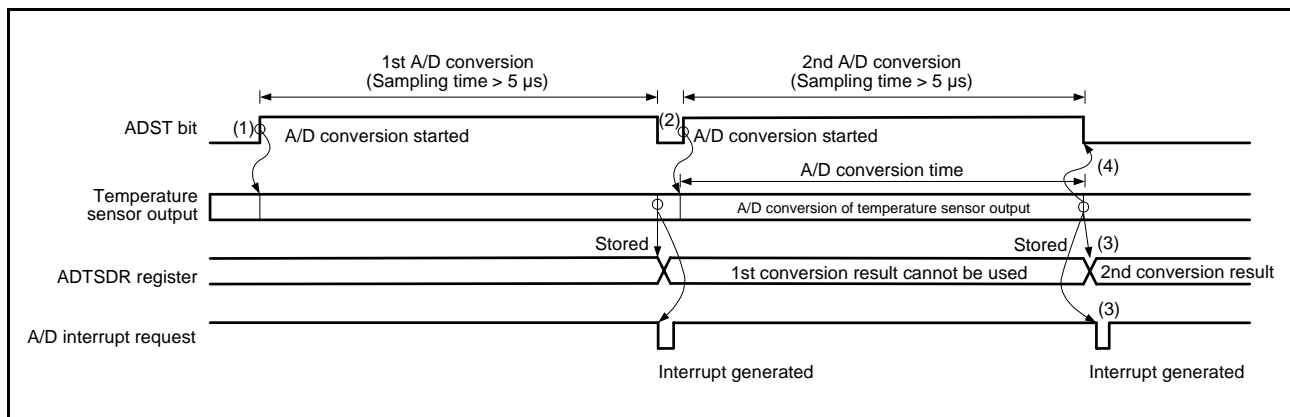 1st A/D conversion
(Sampling time > 5 µs)
2nd A/D conversion
(Sampling time > 5 µs)
ADST bit
(1)
A/D conversion started
(2)
A/D conversion started
(4)
A/D conversion time
Temperature
sensor output
A/D conversion of temperature sensor output
Stored
Stored
(3)
ADTSDR register
1st conversion result cannot be used
2nd conversion result
A/D interrupt request
(3)
Interrupt generated
Interrupt generated